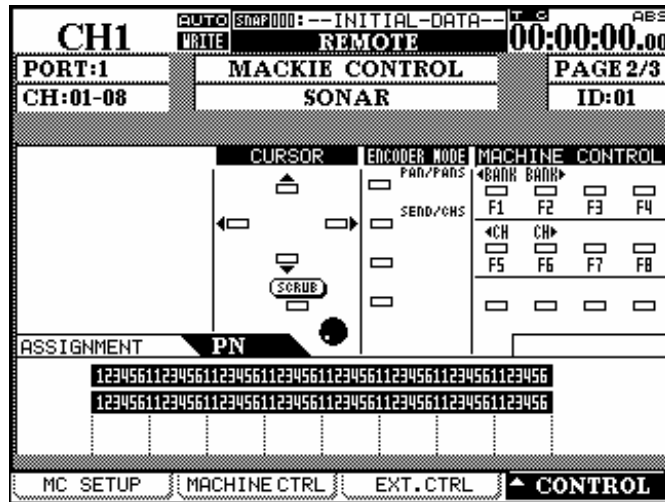 CH1 AUTO SNAP000:--INITIAL-DATA-- T C ABS
WRITE REMOTE 00:00:00.00
PORT:1 MACKIE CONTROL PAGE 2/3
CH:01-08 SONAR ID:01
CURSOR ENCODER MODE MACHINE CONTROL
PAN/PANS ◀BANK BANK▶
F1 F2 F3 F4
SEND/CHS
◀CH CH▶
F5 F6 F7 F8
SCRUB
ASSIGNMENT PN
12345611234561123456112345611234561123456112345611234561123456
12345611234561123456112345611234561123456112345611234561123456
MC SETUP MACHINE CTRL EXT.CTRL CONTROL